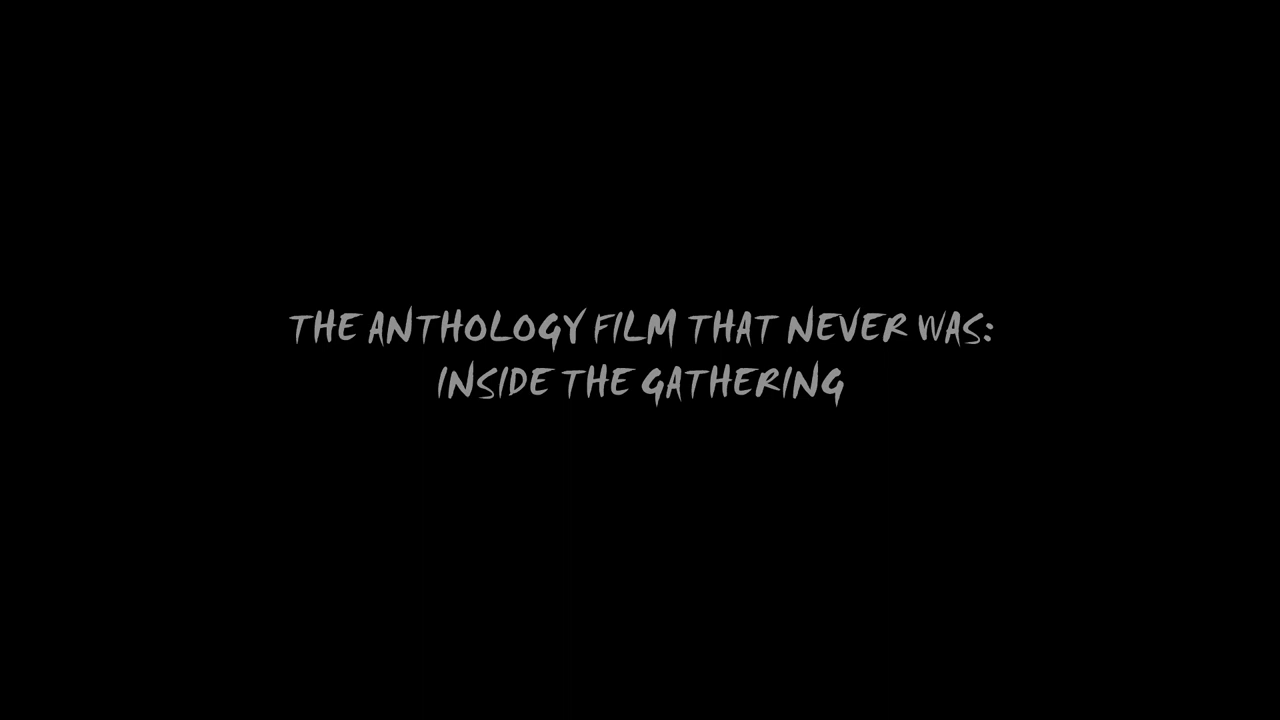 THE ANTHOLOGY FILM THAT NEVER WAS:
INSIDE THE GATHERING